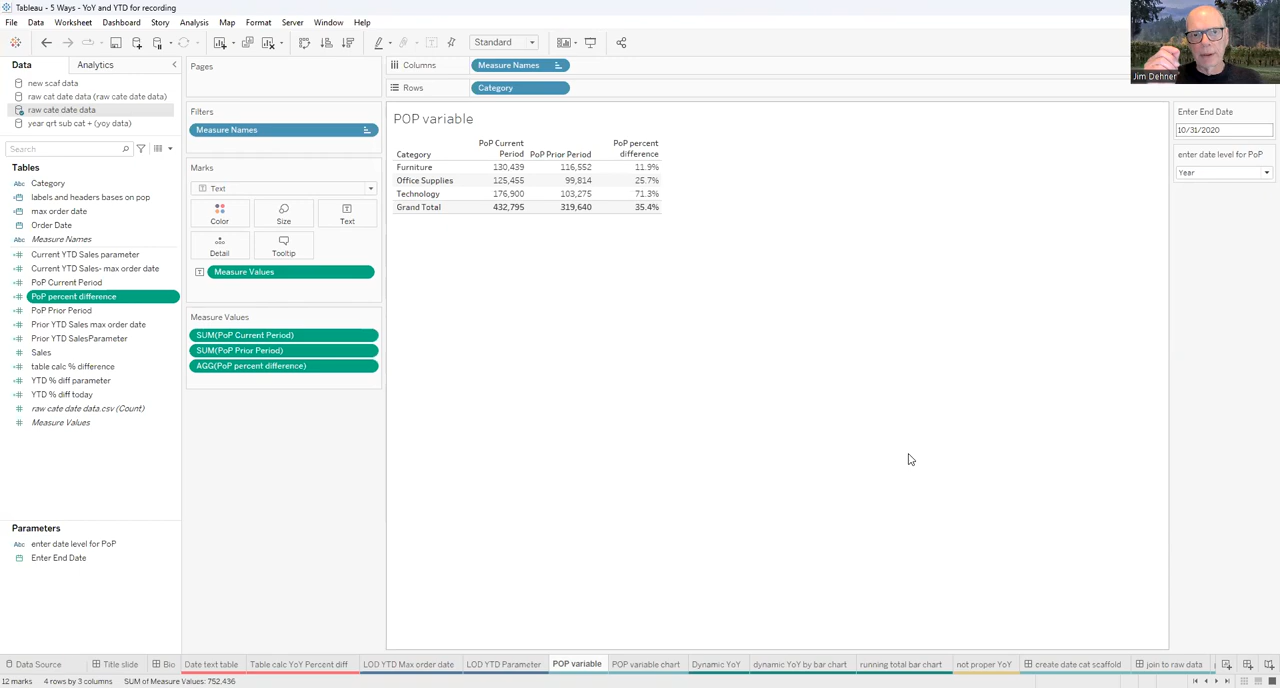 Tableau - 5 Ways - YoY and YTD for recording
File Data Worksheet Dashboard Story Analysis Map Format Server Window Help
Standard
Jim Dehner
Data Analytics
new scaf data
raw cat date data (raw cate date data)
raw cate date data
year qrt sub cat + (yoy data)
Search
Tables
Category
labels and headers bases on pop
max order date
Order Date
Measure Names
Current YTD Sales parameter
Current YTD Sales- max order date
PoP Current Period
PoP percent difference
PoP Prior Period
Prior YTD Sales max order date
Prior YTD SalesParameter
Sales
table calc % difference
YTD % diff parameter
YTD % diff today
raw cate date data.csv (Count)
Measure Values
Parameters
enter date level for PoP
Enter End Date
Pages
Filters
Measure Names
Marks
Text
Color Size Text
Detail Tooltip
Measure Values
Measure Values
SUM(PoP Current Period)
SUM(PoP Prior Period)
AGG(PoP percent difference)
Columns Measure Names
Rows Category
POP variable
Category PoP Current Period PoP Prior Period PoP percent difference
Furniture 130,439 116,552 11.9%
Office Supplies 125,455 99,814 25.7%
Technology 176,900 103,275 71.3%
Grand Total 432,795 319,640 35.4%
Enter End Date
10/31/2020
enter date level for PoP
Year
Data Source Title slide Bio Date text table Table calc YoY Percent diff LOD YTD Max order date LOD YTD Parameter POP variable POP variable chart Dynamic YoY dynamic YoY by bar chart running total bar chart not proper YoY create date cat scaffold join to raw data
12 marks 4 rows by 3 columns SUM of Measure Values: 752,436